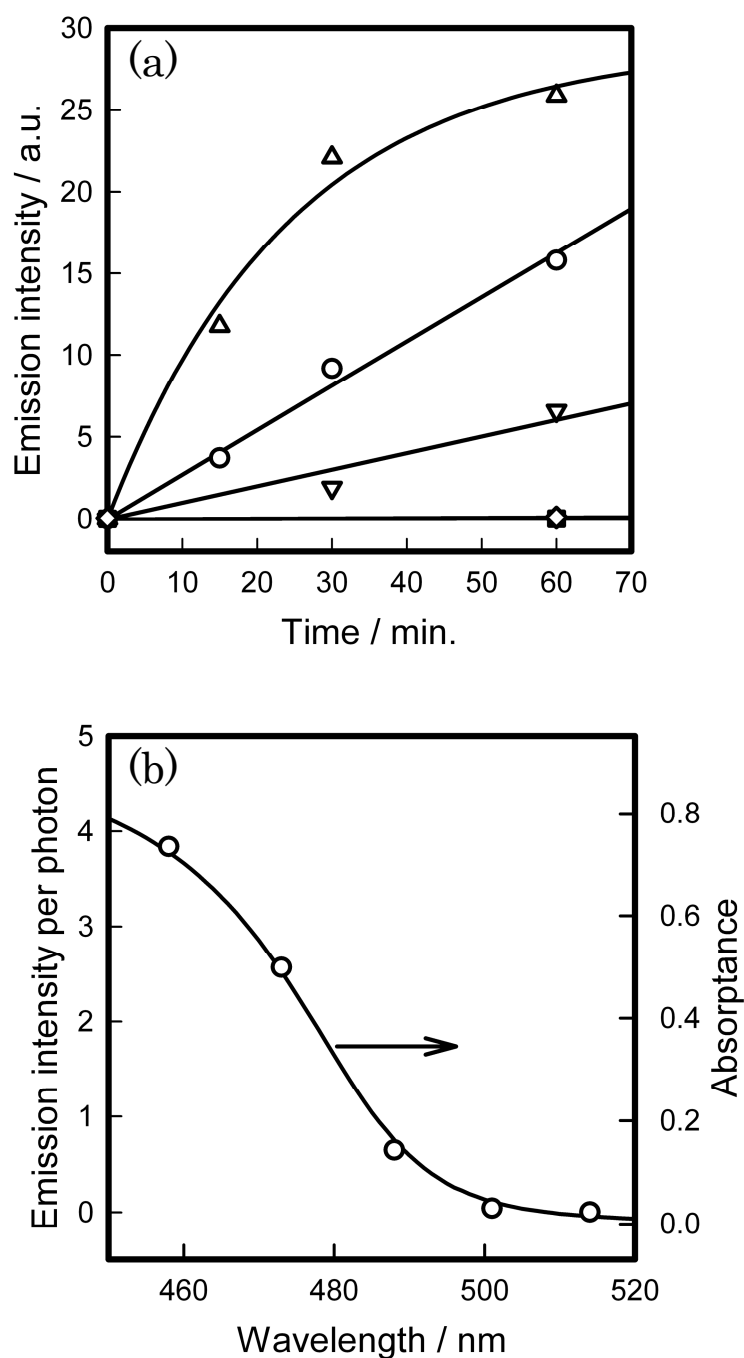 (a)
Emission intensity / a.u.
30
25
20
15
10
5
0
0 10 20 30 40 50 60 70
Time / min.
(b)
Emission intensity per photon
5
4
3
2
1
0
0.8
0.6
0.4
0.2
0.0
Absorptance
460 480 500 520
Wavelength / nm